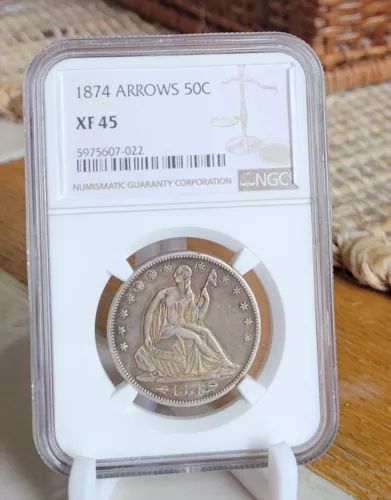 1874 ARROWS 50C
XF 45
5975607-022
NUMISMATIC GUARANTY CORPORATION
NGC